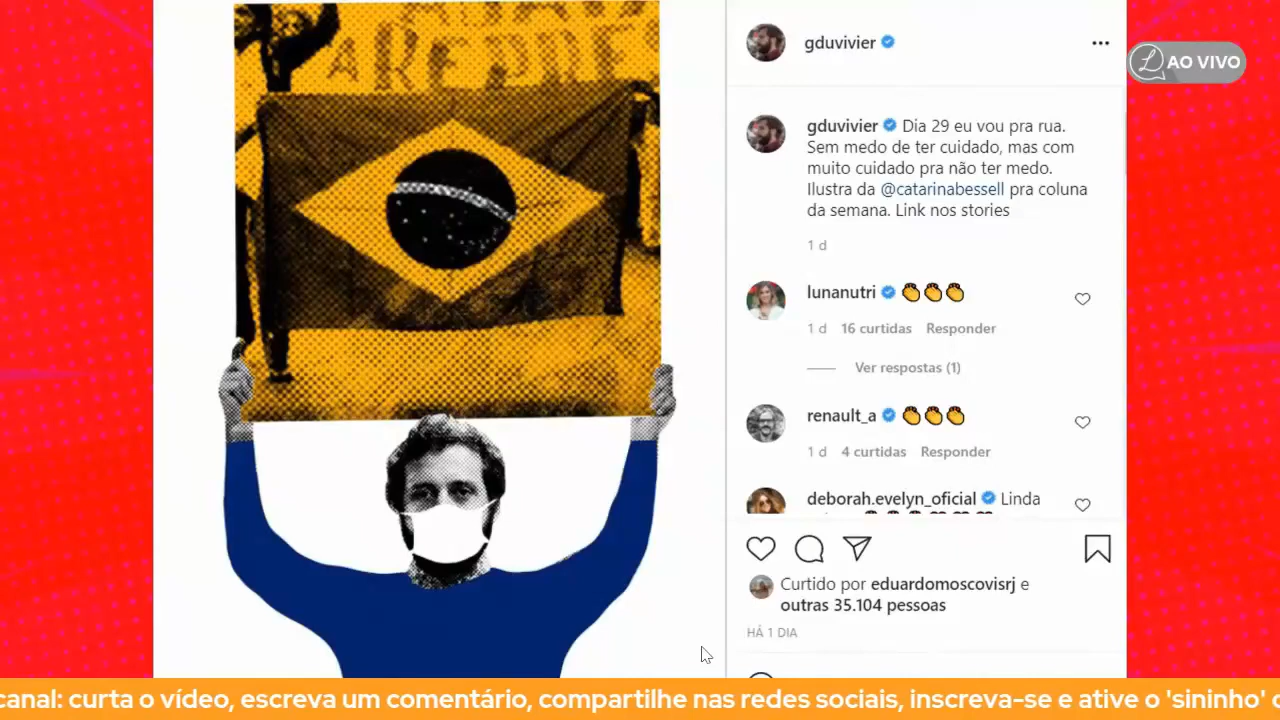 gduvivier
AO VIVO
gduvivier Dia 29 eu vou pra rua.
Sem medo de ter cuidado, mas com
muito cuidado pra não ter medo.
Ilustra da @catarinabessell pra coluna
da semana. Link nos stories
1 d
lunanutri
1 d 16 curtidas Responder
Ver respostas (1)
renault_a
1 d 4 curtidas Responder
deborah.evelyn_oficial Linda
Curtido por eduardomoscovisrj e
outras 35.104 pessoas
HÁ 1 DIA
canal: curta o vídeo, escreva um comentário, compartilhe nas redes sociais, inscreva-se e ative o 'sininho'